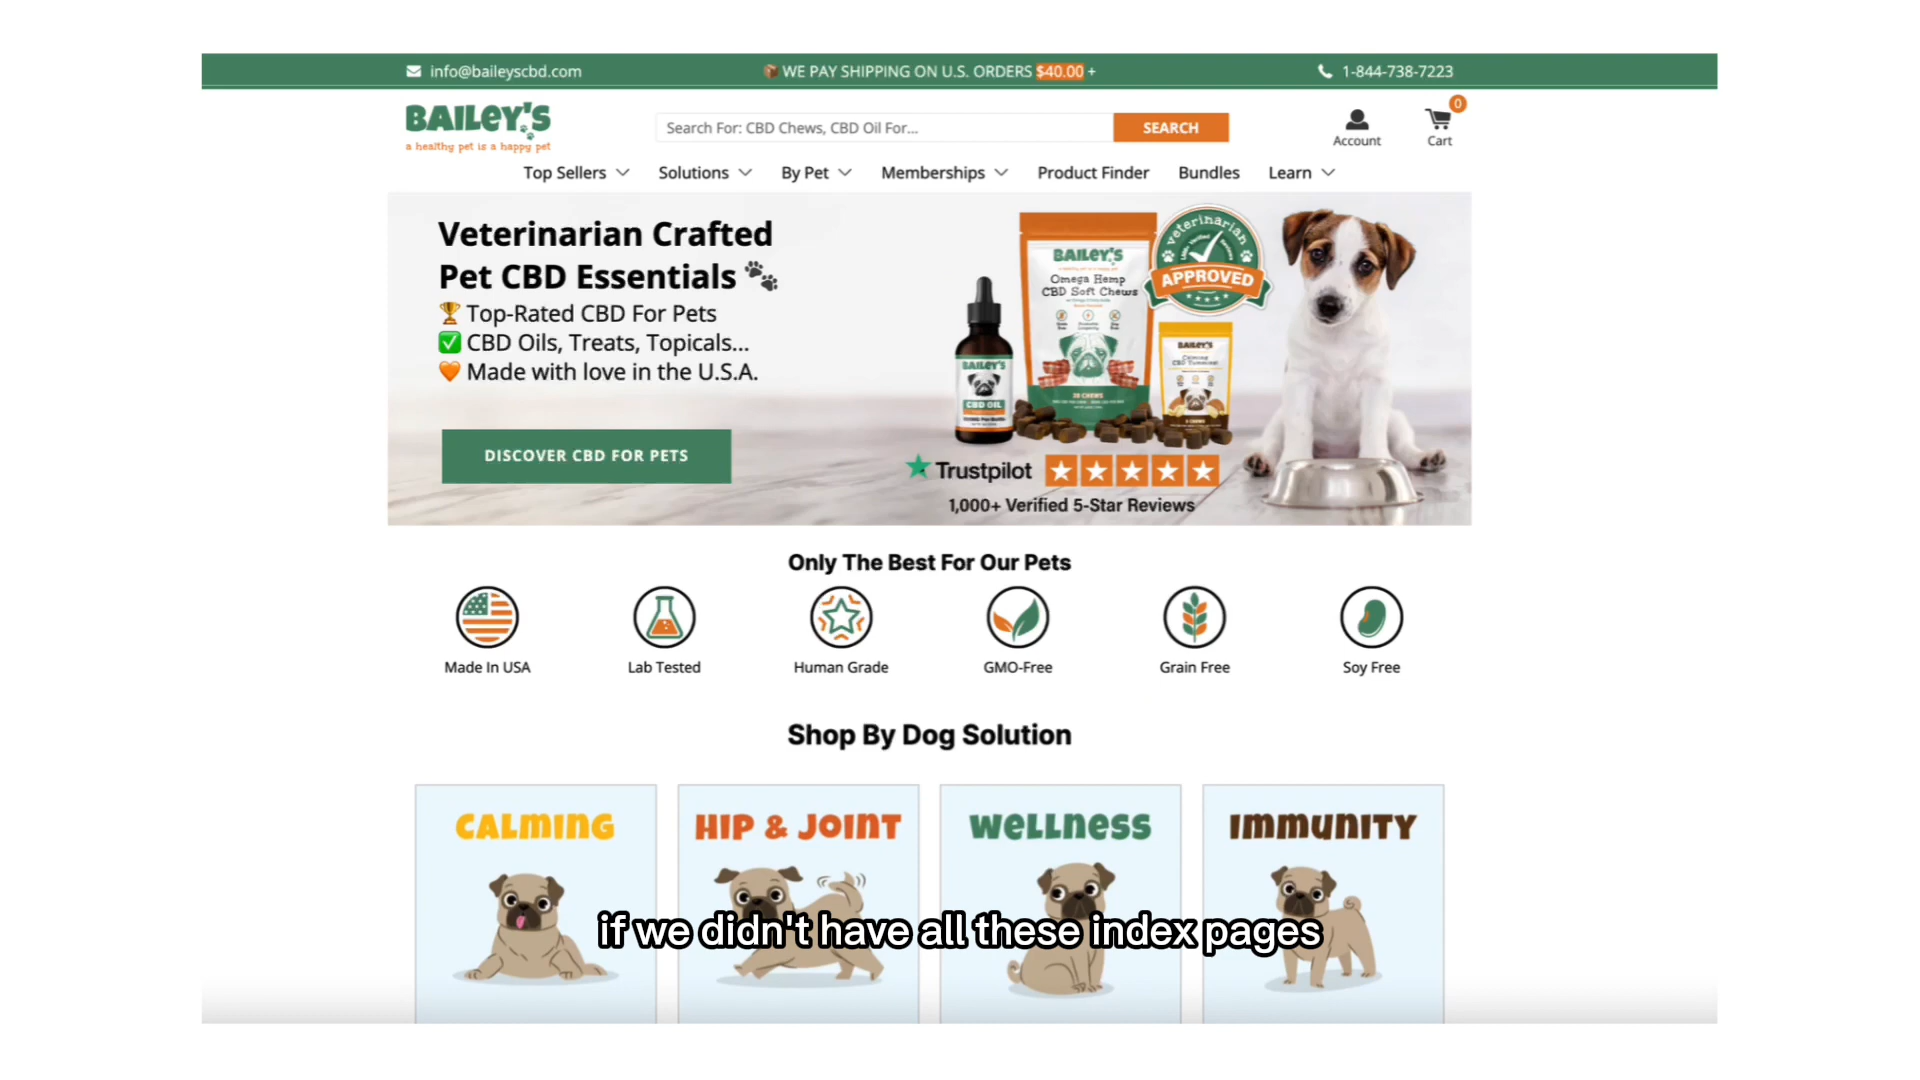 info@baileyscbd.com
WE PAY SHIPPING ON U.S. ORDERS $40.00 +
1-844-738-7223
BAILEY'S
a healthy pet is a happy pet
Search For: CBD Chews, CBD Oil For...
SEARCH
Account
0
Cart
Top Sellers
Solutions
By Pet
Memberships
Product Finder
Bundles
Learn
Veterinarian Crafted
Pet CBD Essentials
Top-Rated CBD For Pets
CBD Oils, Treats, Topicals...
Made with love in the U.S.A.
DISCOVER CBD FOR PETS
BAILEY'S
CBD OIL
BAILEY'S
Omega Hemp
CBD Soft Chews
30 CHEWS
veterinarian
APPROVED
BAILEY'S
Calming
CBD Yummies
Trustpilot
1,000+ Verified 5-Star Reviews
Only The Best For Our Pets
Made In USA
Lab Tested
Human Grade
GMO-Free
Grain Free
Soy Free
Shop By Dog Solution
CALMING
HIP & JOINT
WELLNESS
IMMUNITY
if we didn't have all these index pages